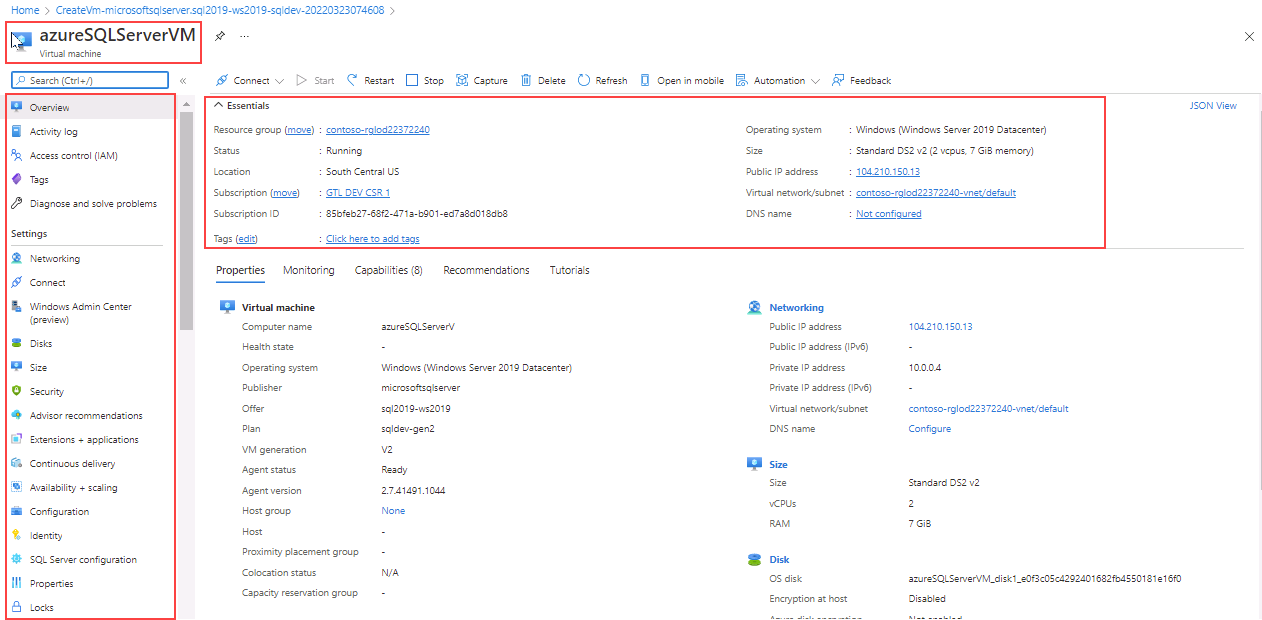 Home > CreateVm-microsoftsqlserver.sql2019-ws2019-sqldev-20220323074608 >
azureSQLServerVM
Virtual machine
Search (Ctrl+/)
Connect Start Restart Stop Capture Delete Refresh Open in mobile Automation Feedback
Overview
Activity log
Access control (IAM)
Tags
Diagnose and solve problems
Settings
Networking
Connect
Windows Admin Center
(preview)
Disks
Size
Security
Advisor recommendations
Extensions + applications
Continuous delivery
Availability + scaling
Configuration
Identity
SQL Server configuration
Properties
Locks
Essentials
JSON View
Resource group (move) : contoso-rglod22372240
Status : Running
Location : South Central US
Subscription (move) : GTL DEV CSR 1
Subscription ID : 85bfeb27-68f2-471a-b901-ed7a8d018db8
Tags (edit) : Click here to add tags
Operating system : Windows (Windows Server 2019 Datacenter)
Size : Standard DS2 v2 (2 vcpus, 7 GiB memory)
Public IP address : 104.210.150.13
Virtual network/subnet : contoso-rglod22372240-vnet/default
DNS name : Not configured
Properties Monitoring Capabilities (8) Recommendations Tutorials
Virtual machine
Computer name azureSQLServerV
Health state -
Operating system Windows (Windows Server 2019 Datacenter)
Publisher microsoftsqlserver
Offer sql2019-ws2019
Plan sqldev-gen2
VM generation V2
Agent status Ready
Agent version 2.7.41491.1044
Host group None
Host -
Proximity placement group -
Colocation status N/A
Capacity reservation group -
Networking
Public IP address 104.210.150.13
Public IP address (IPv6) -
Private IP address 10.0.0.4
Private IP address (IPv6) -
Virtual network/subnet contoso-rglod22372240-vnet/default
DNS name Configure
Size
Size Standard DS2 v2
vCPUs 2
RAM 7 GiB
Disk
OS disk azureSQLServerVM_disk1_e0f3c05c4292401682fb4550181e16f0
Encryption at host Disabled
Azure disk encryption Not enabled